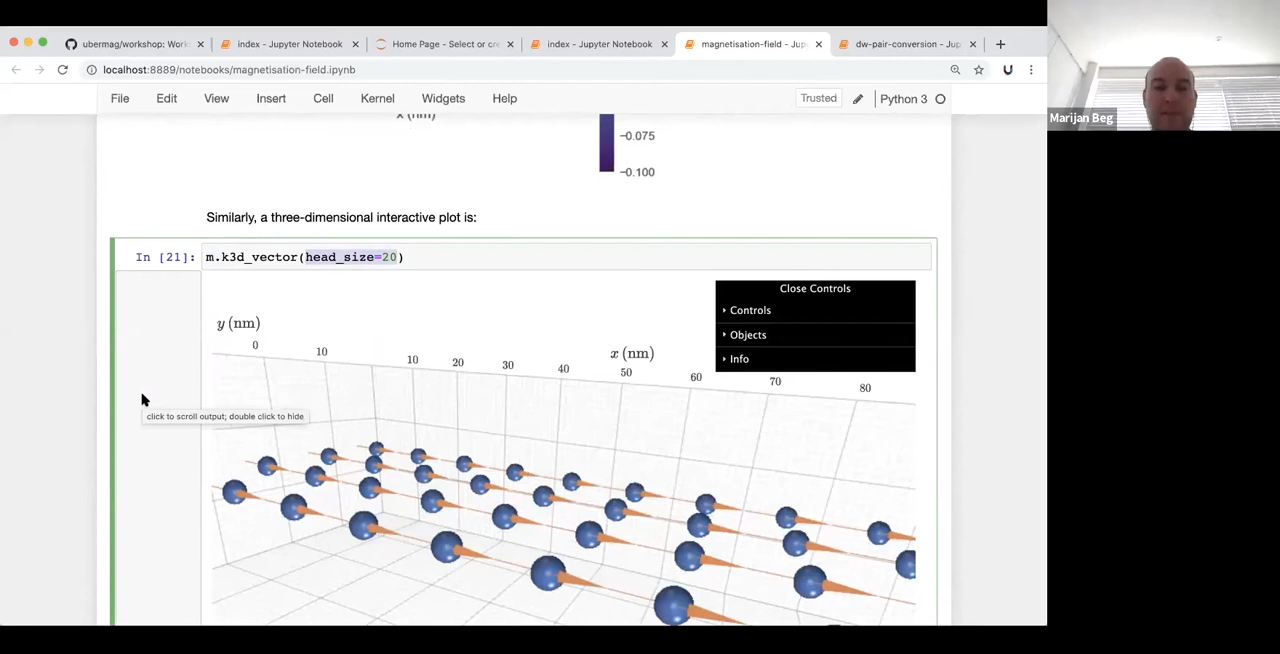 ubermag/workshop: Work
index - Jupyter Notebook
Home Page - Select or cre
index - Jupyter Notebook
magnetisation-field - Jup
dw-pair-conversion - Jup
localhost:8889/notebooks/magnetisation-field.ipynb
File Edit View Insert Cell Kernel Widgets Help
Trusted
Python 3
x (nm)
−0.075
−0.100
Similarly, a three-dimensional interactive plot is:
In [21]: m.k3d_vector(head_size=20)
Close Controls
Controls
Objects
Info
y (nm)
0 10
x (nm)
10 20 30 40 50 60 70 80
click to scroll output; double click to hide
Marijan Beg